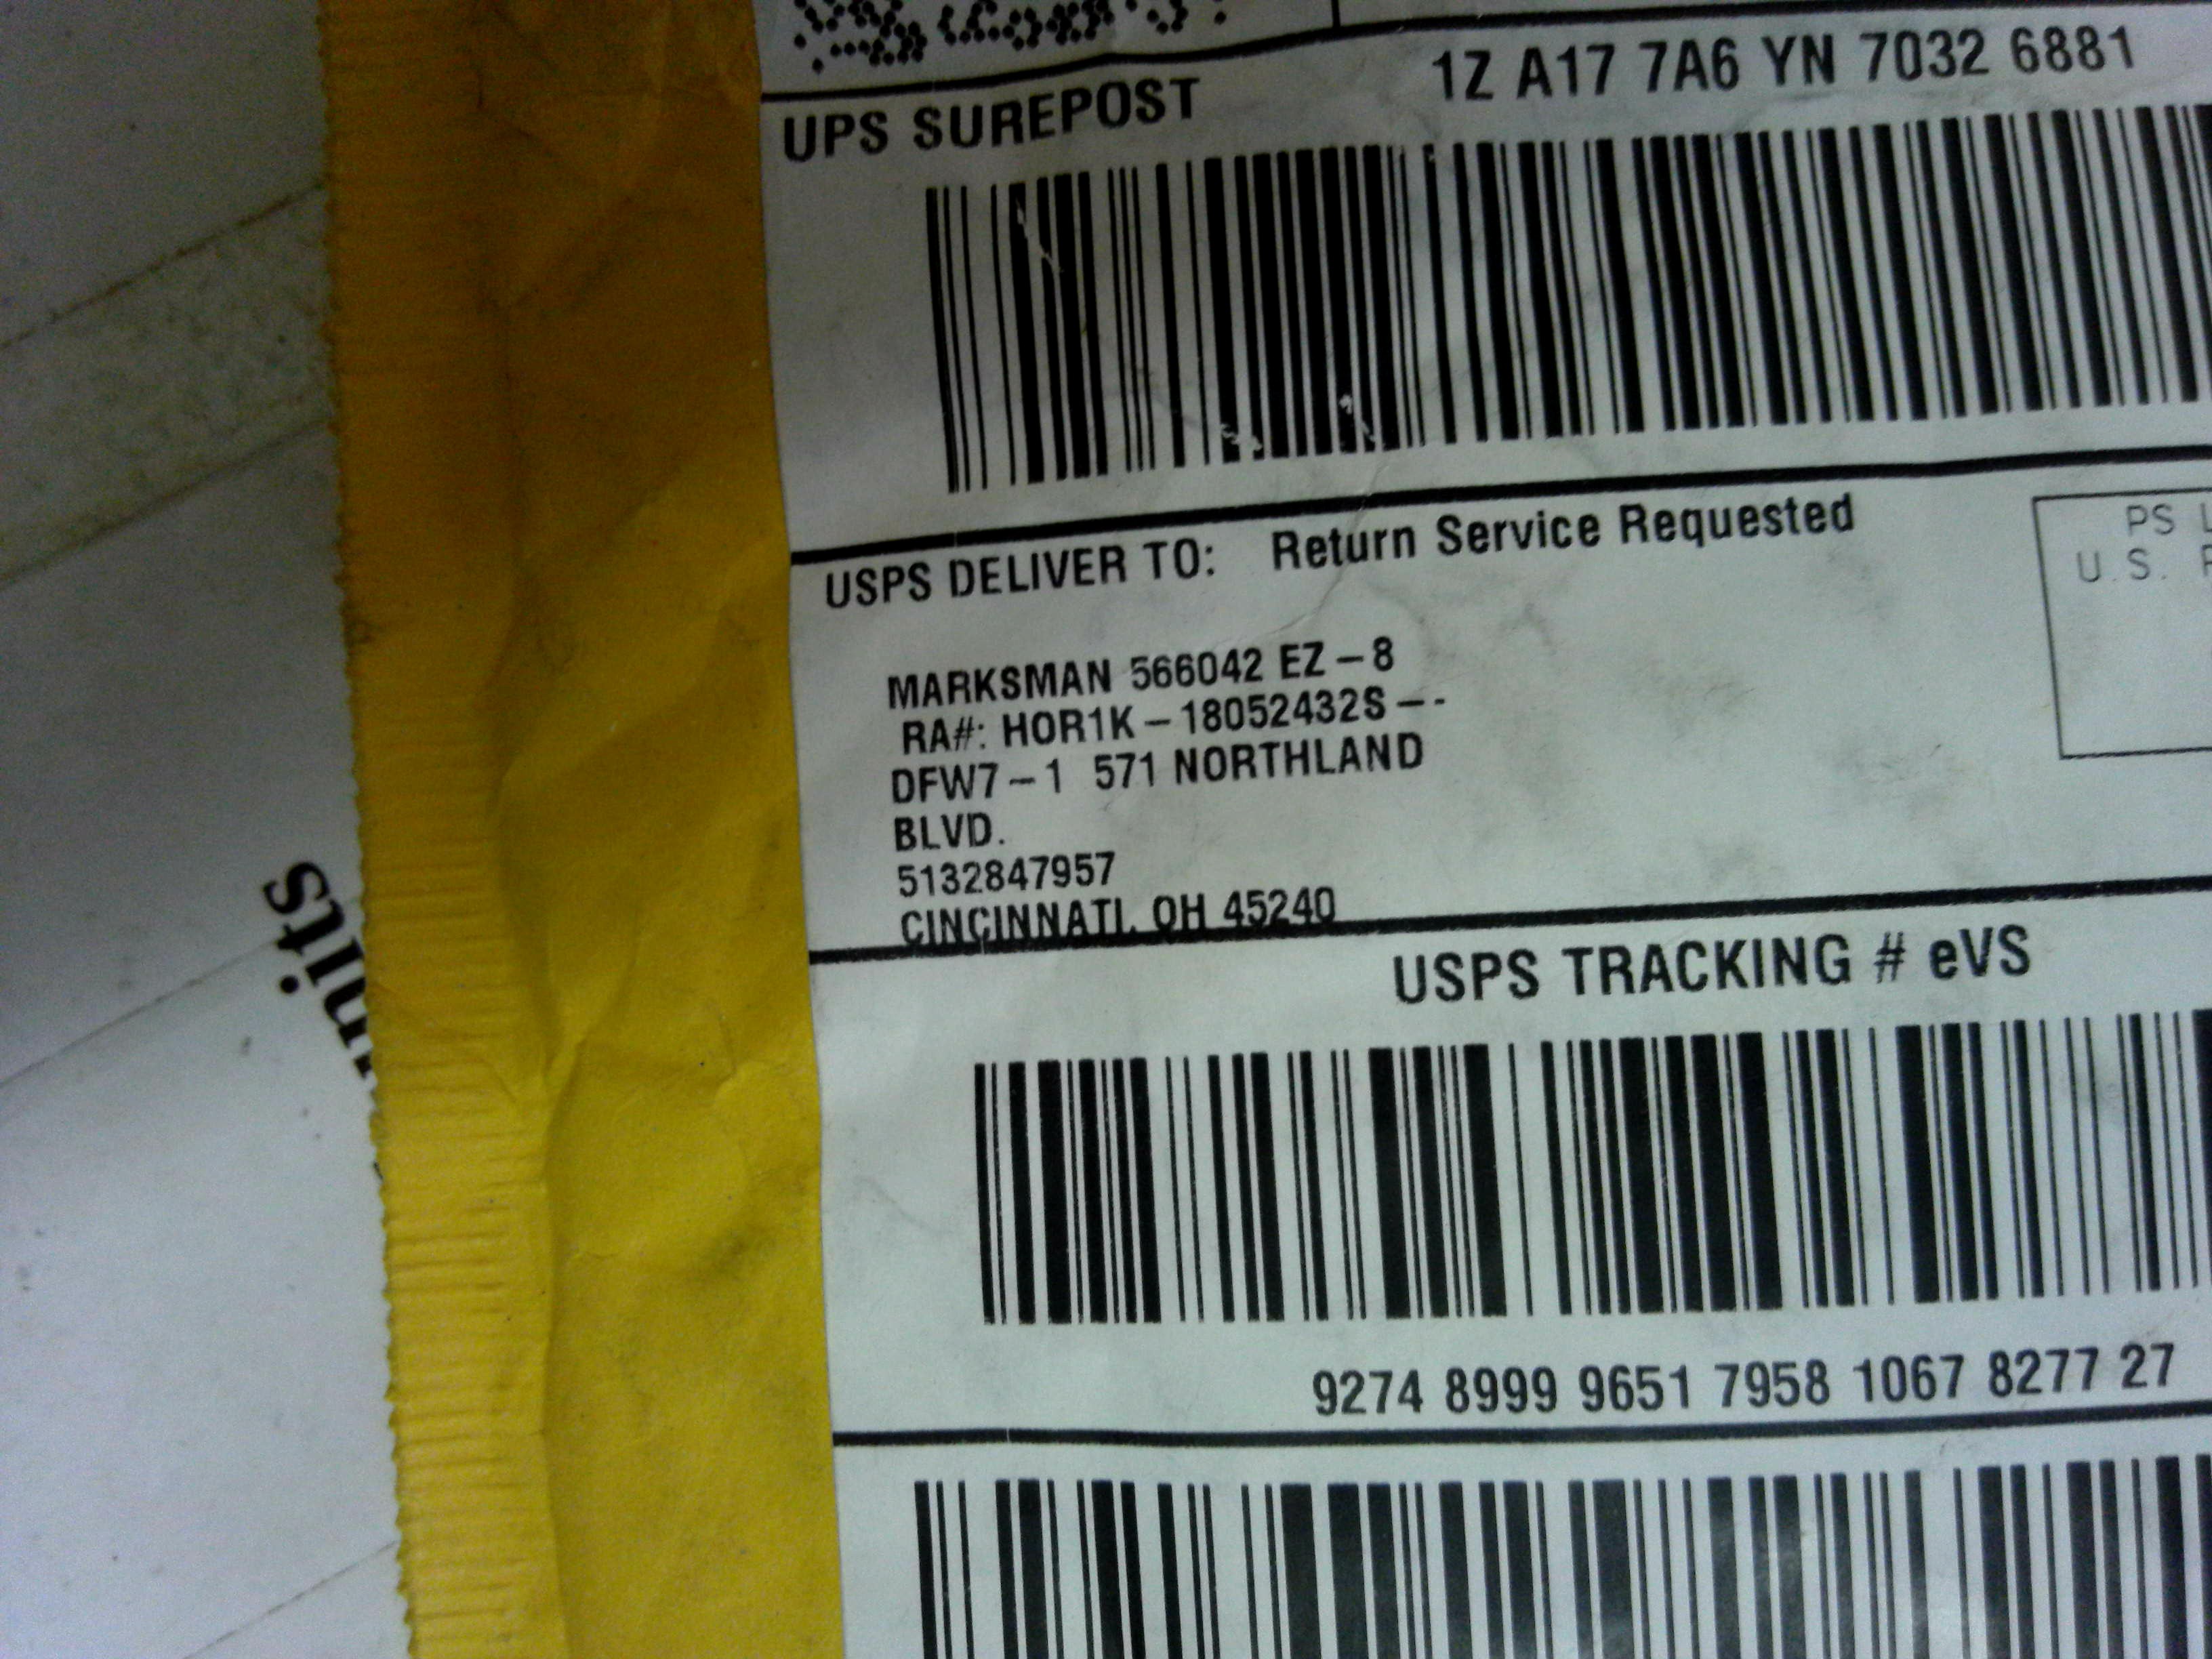 1Z A17 7A6 YN 7032 6881
UPS SUREPOST
USPS DELIVER TO: Return Service Requested
PS
U.S.
MARKSMAN 566042 EZ-8
RA#: HOR1K-18052432S--
DFW7-1 571 NORTHLAND
BLVD.
5132847957
CINCINNATI, OH 45240
USPS TRACKING # eVS
9274 8999 9651 7958 1067 8277 27